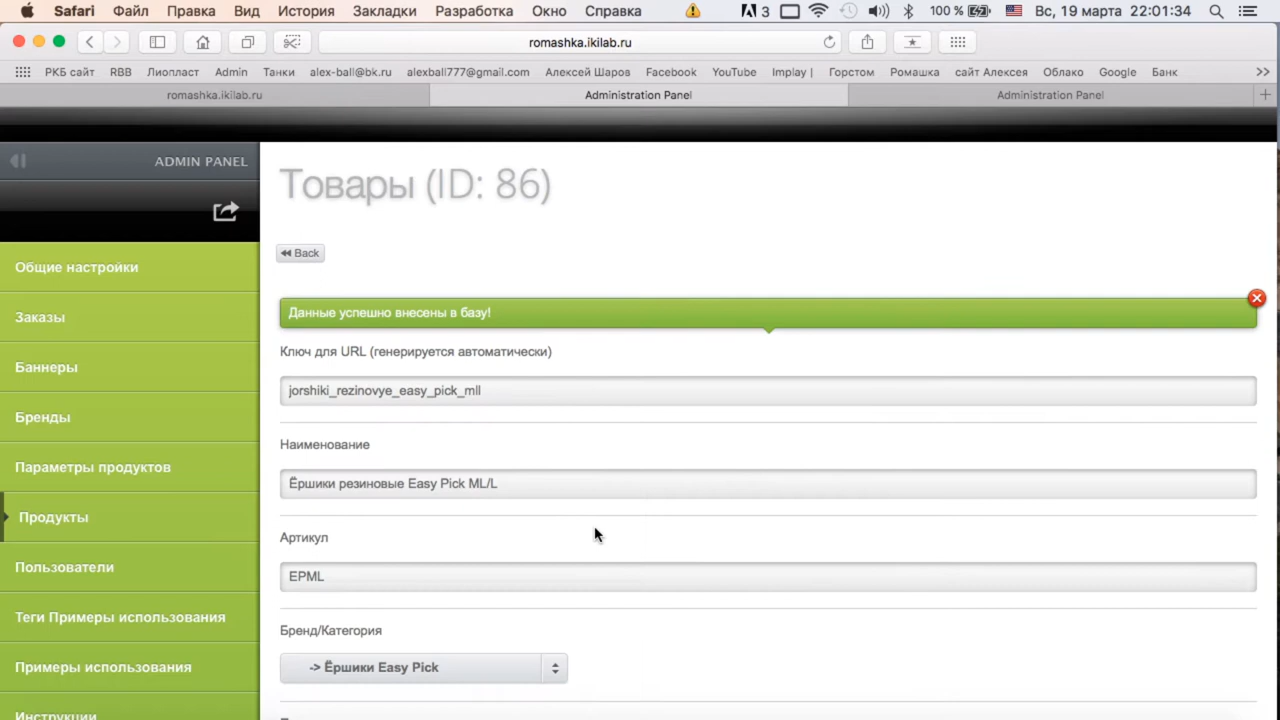 Safari Файл Правка Вид История Закладки Разработка Окно Справка 3 100 % Вс, 19 марта 22:01:34
romashka.ikilab.ru
РКБ сайт RBB Лиопласт Admin Танки alex-ball@bk.ru alexball777@gmail.com Алексей Шаров Facebook YouTube Implay | Горстом Ромашка сайт Алексея Облако Google Банк >>
romashka.ikilab.ru Administration Panel Administration Panel +
ADMIN PANEL
Общие настройки
Заказы
Баннеры
Бренды
Параметры продуктов
Продукты
Пользователи
Теги Примеры использования
Примеры использования
Инструкции
Товары (ID: 86)
Back
Данные успешно внесены в базу!
Ключ для URL (генерируется автоматически)
jorshiki_rezinovye_easy_pick_mll
Наименование
Ёршики резиновые Easy Pick ML/L
Артикул
EPML
Бренд/Категория
-> Ёршики Easy Pick